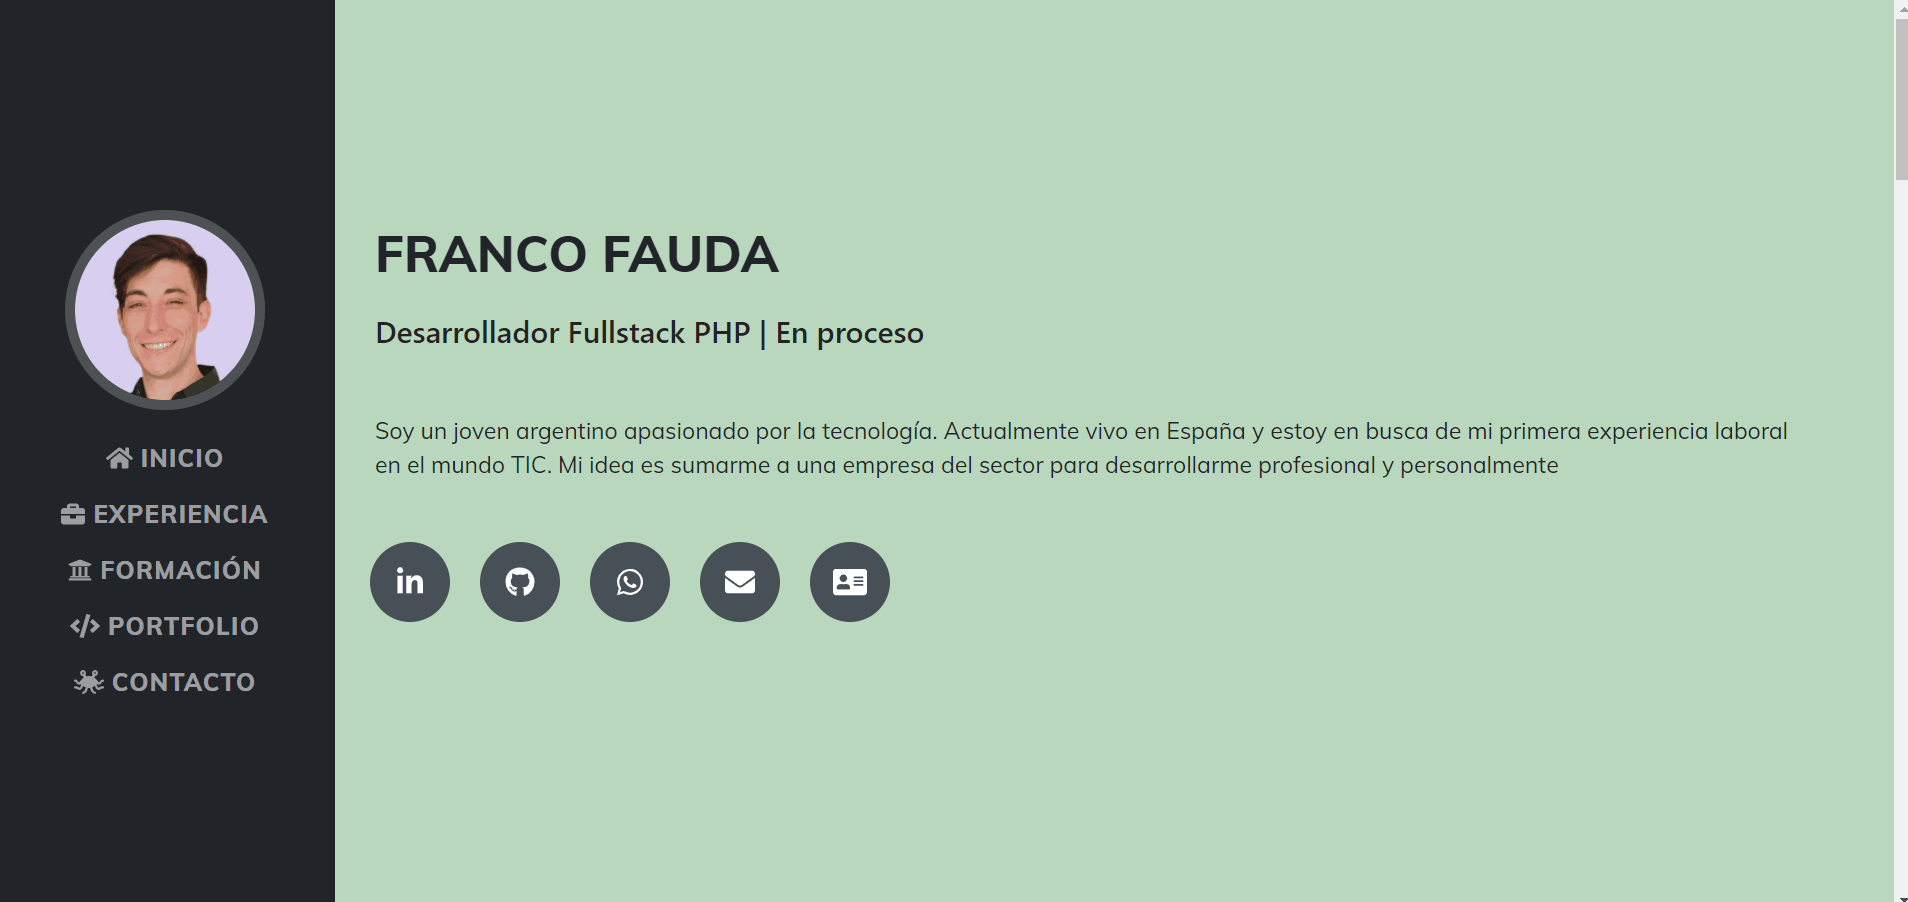 INICIO
EXPERIENCIA
FORMACIÓN
PORTFOLIO
CONTACTO
FRANCO FAUDA
Desarrollador Fullstack PHP | En proceso
Soy un joven argentino apasionado por la tecnología. Actualmente vivo en España y estoy en busca de mi primera experiencia laboral
en el mundo TIC. Mi idea es sumarme a una empresa del sector para desarrollarme profesional y personalmente
in